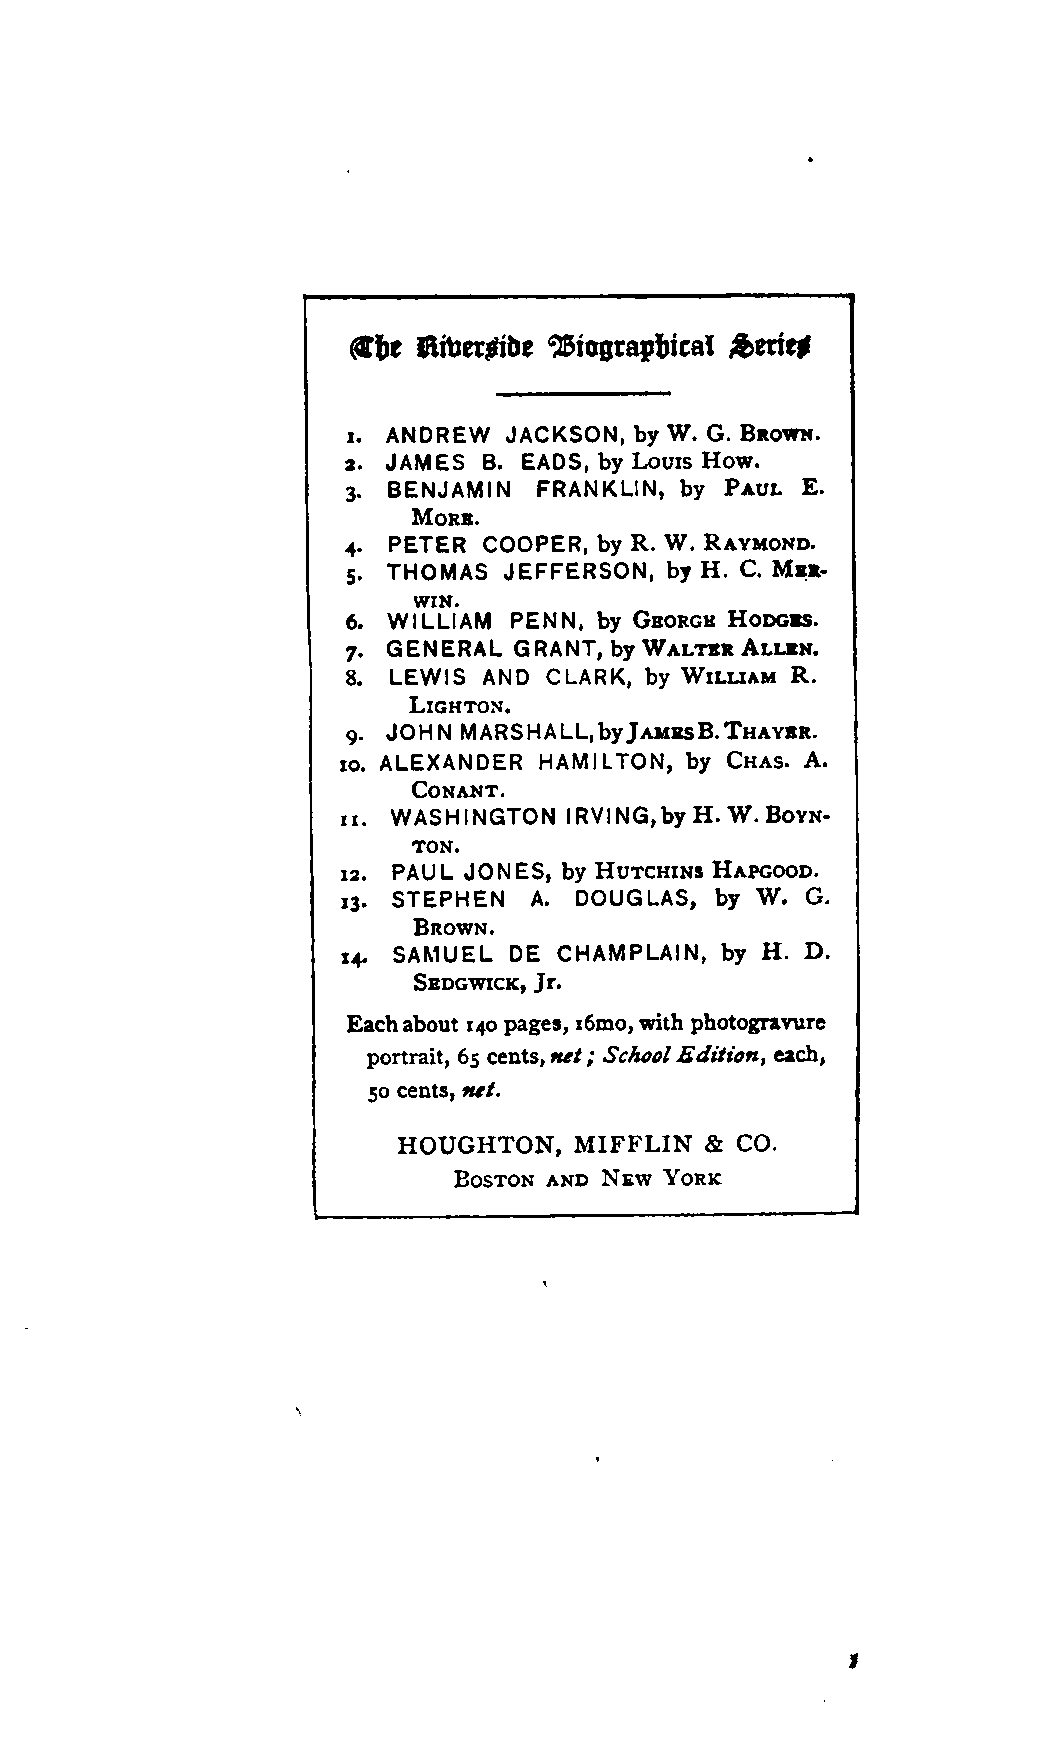 The Riverside Biographical Series
1. ANDREW JACKSON, by W. G. BROWN.
2. JAMES B. EADS, by LOUIS HOW.
3. BENJAMIN FRANKLIN, by PAUL E.
MORE.
4. PETER COOPER, by R. W. RAYMOND.
5. THOMAS JEFFERSON, by H. C. MER-
WIN.
6. WILLIAM PENN, by GEORGE HODGES.
7. GENERAL GRANT, by WALTER ALLEN.
8. LEWIS AND CLARK, by WILLIAM R.
LIGHTON.
9. JOHN MARSHALL, by JAMES B. THAYER.
10. ALEXANDER HAMILTON, by CHAS. A.
CONANT.
11. WASHINGTON IRVING, by H. W. BOYN-
TON.
12. PAUL JONES, by HUTCHINS HAPGOOD.
13. STEPHEN A. DOUGLAS, by W. G.
BROWN.
14. SAMUEL DE CHAMPLAIN, by H. D.
SEDGWICK, Jr.
Each about 140 pages, 16mo, with photogravure
portrait, 65 cents, net; School Edition, each,
50 cents, net.
HOUGHTON, MIFFLIN & CO.
BOSTON AND NEW YORK